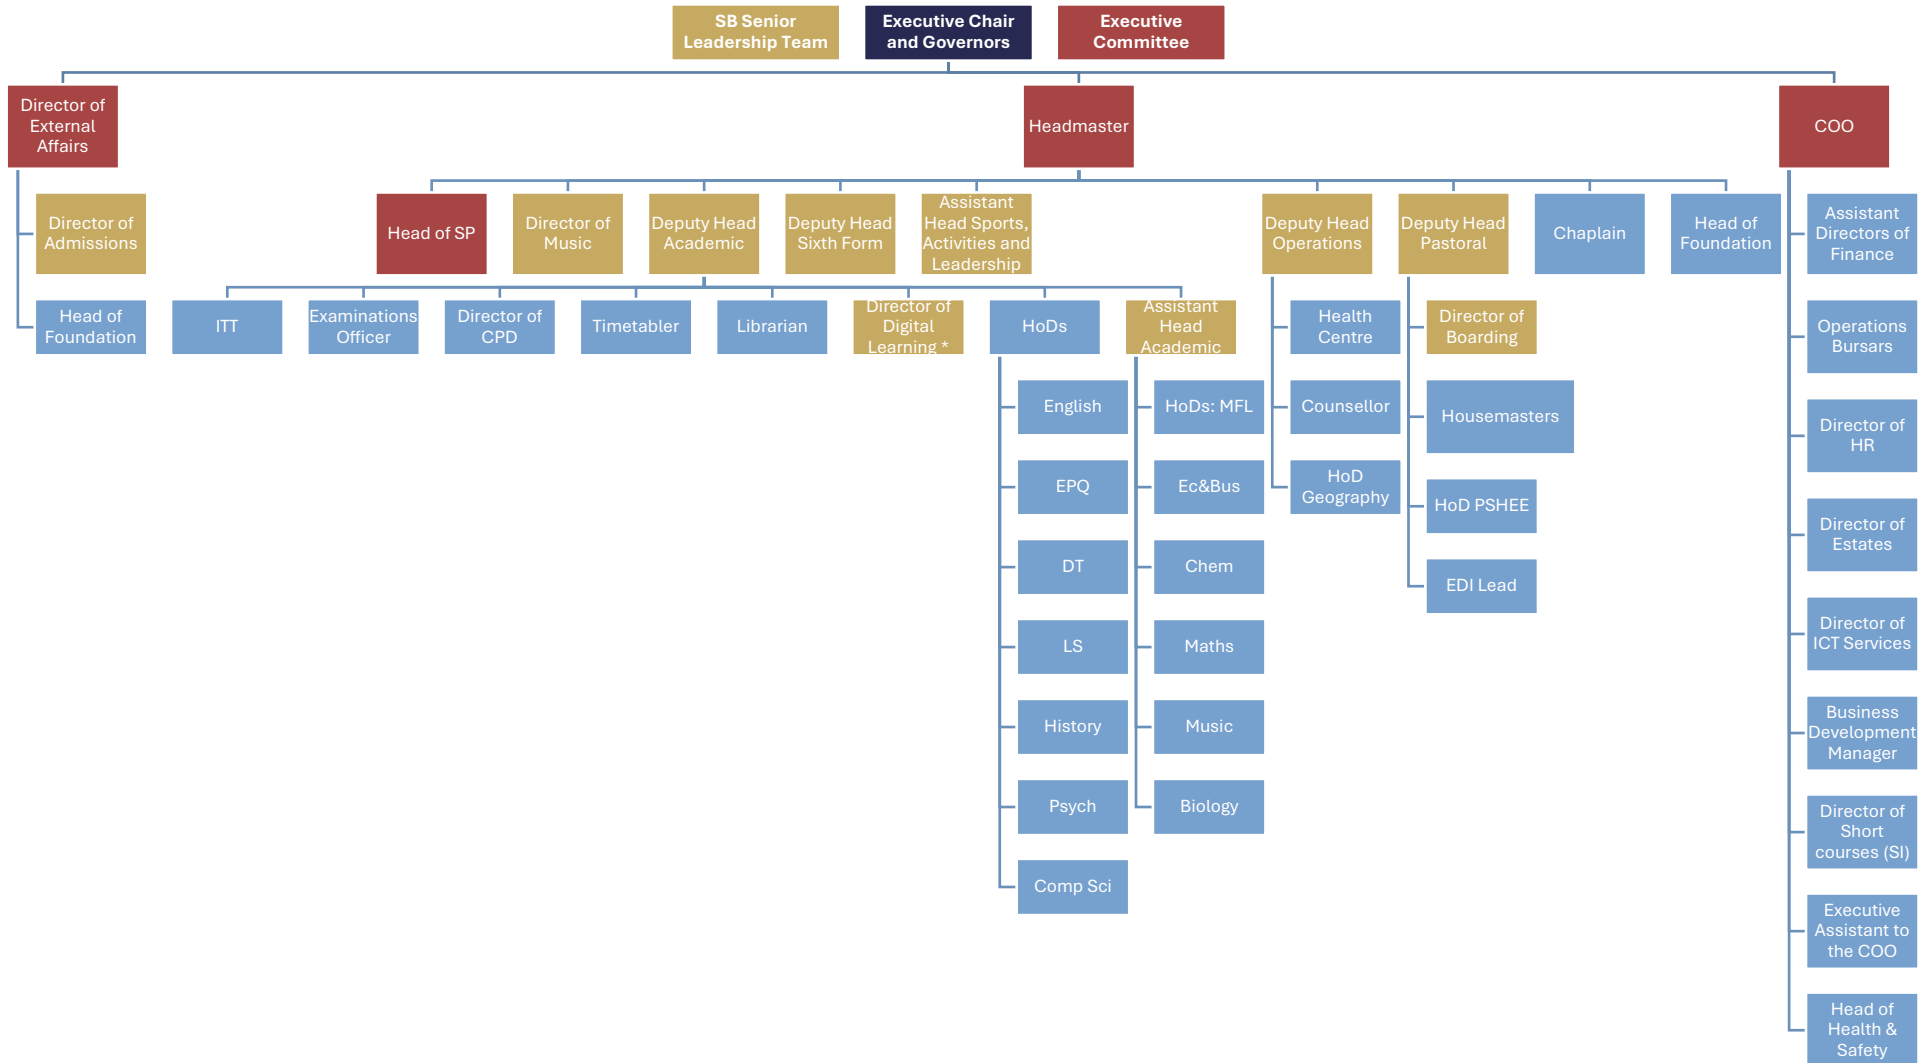 SB Senior
Leadership Team
Executive Chair
and Governors
Executive
Committee
Director of
External
Affairs
Headmaster
COO
Director of
Admissions
Head of
Foundation
Head of SP
Director of
Music
Deputy Head
Academic
Deputy Head
Sixth Form
Assistant
Head Sports,
Activities and
Leadership
Deputy Head
Operations
Deputy Head
Pastoral
Chaplain
Head of
Foundation
ITT
Examinations
Officer
Director of
CPD
Timetabler
Librarian
Director of
Digital
Learning *
HoDs
Assistant
Head
Academic
English
EPQ
DT
LS
History
Psych
Comp Sci
HoDs: MFL
Ec&Bus
Chem
Maths
Music
Biology
Health
Centre
Counsellor
HoD
Geography
Director of
Boarding
Housemasters
HoD PSHEE
EDI Lead
Assistant
Directors of
Finance
Operations
Bursars
Director of
HR
Director of
Estates
Director of
ICT Services
Business
Development
Manager
Director of
Short
courses (SI)
Executive
Assistant to
the COO
Head of
Health &
Safety